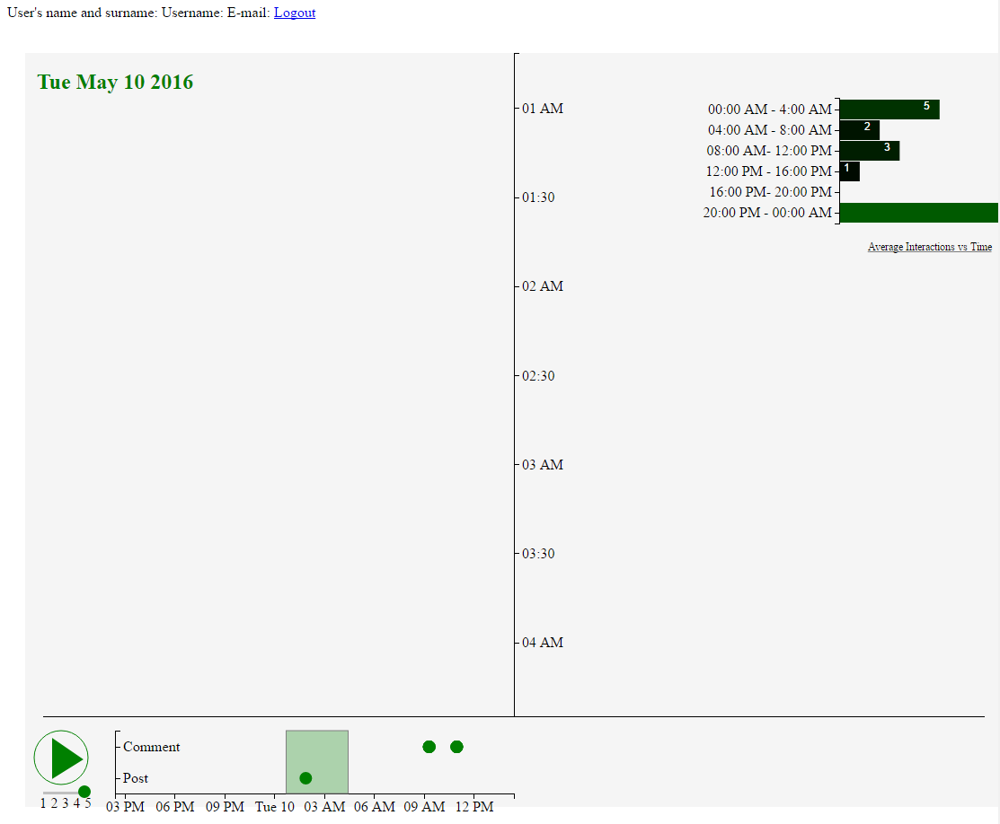 User's name and surname: Username: E-mail: Logout
Tue May 10 2016
01 AM
01:30
02 AM
02:30
03 AM
03:30
04 AM
00:00 AM - 4:00 AM 5
04:00 AM - 8:00 AM 2
08:00 AM- 12:00 PM 3
12:00 PM - 16:00 PM 1
16:00 PM- 20:00 PM
20:00 PM - 00:00 AM
Average Interactions vs Time
Comment
Post
1 2 3 4 5
03 PM 06 PM 09 PM Tue 10 03 AM 06 AM 09 AM 12 PM